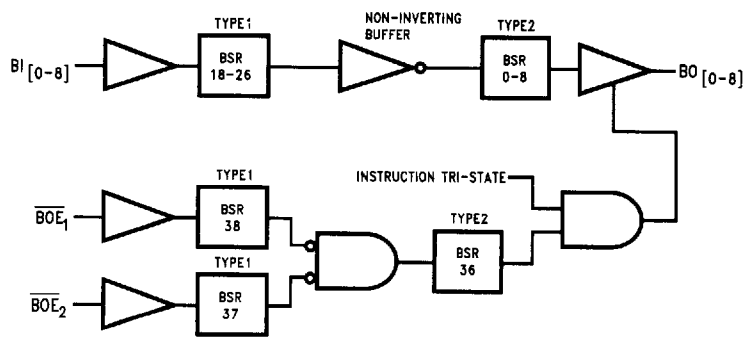 TYPE1
NON-INVERTING
BUFFER
TYPE2
BI[0-8]
BSR
18-26
BSR
0-8
BO[0-8]
TYPE1
INSTRUCTION TRI-STATE
BOE1
BSR
38
TYPE2
TYPE1
BSR
36
BOE2
BSR
37